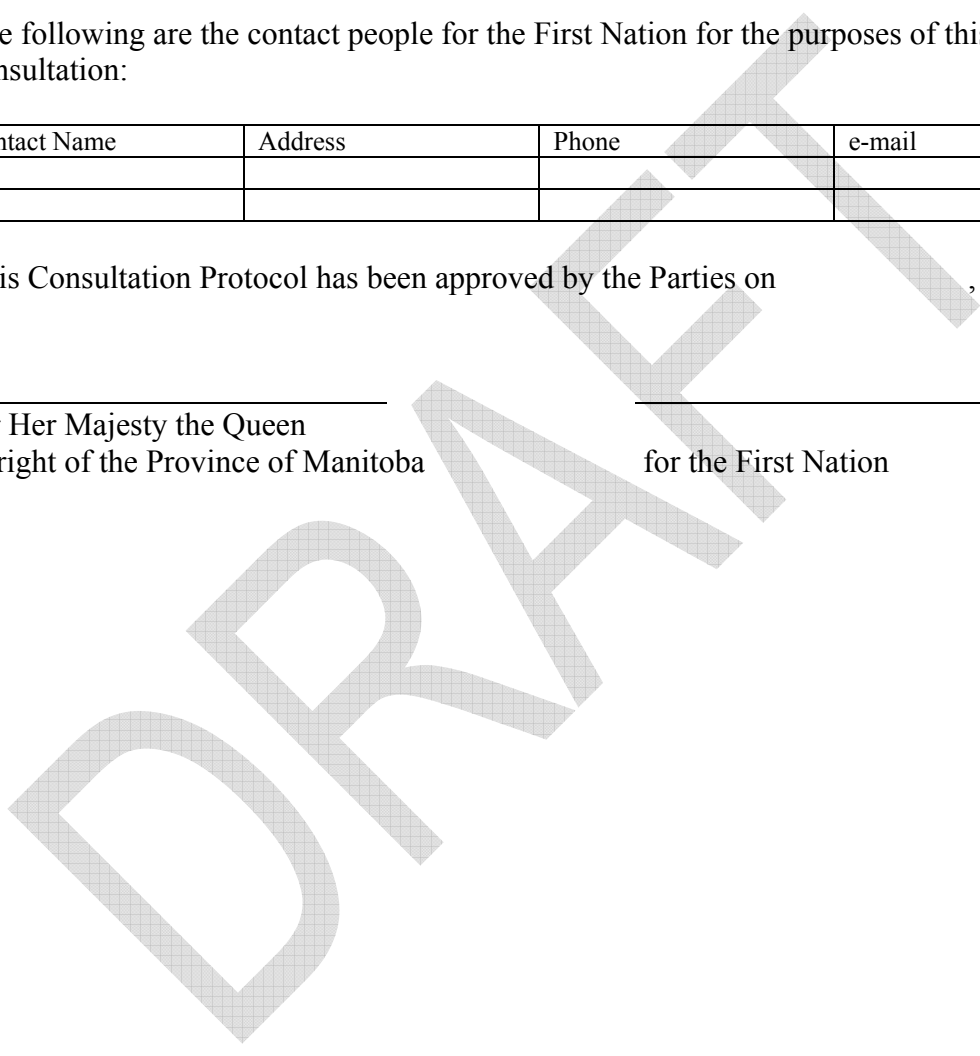 e following are the contact people for the First Nation for the purposes of this
nsultation:
ntact Name Address Phone e-mail
is Consultation Protocol has been approved by the Parties on ,
Her Majesty the Queen
right of the Province of Manitoba for the First Nation
DRAFT